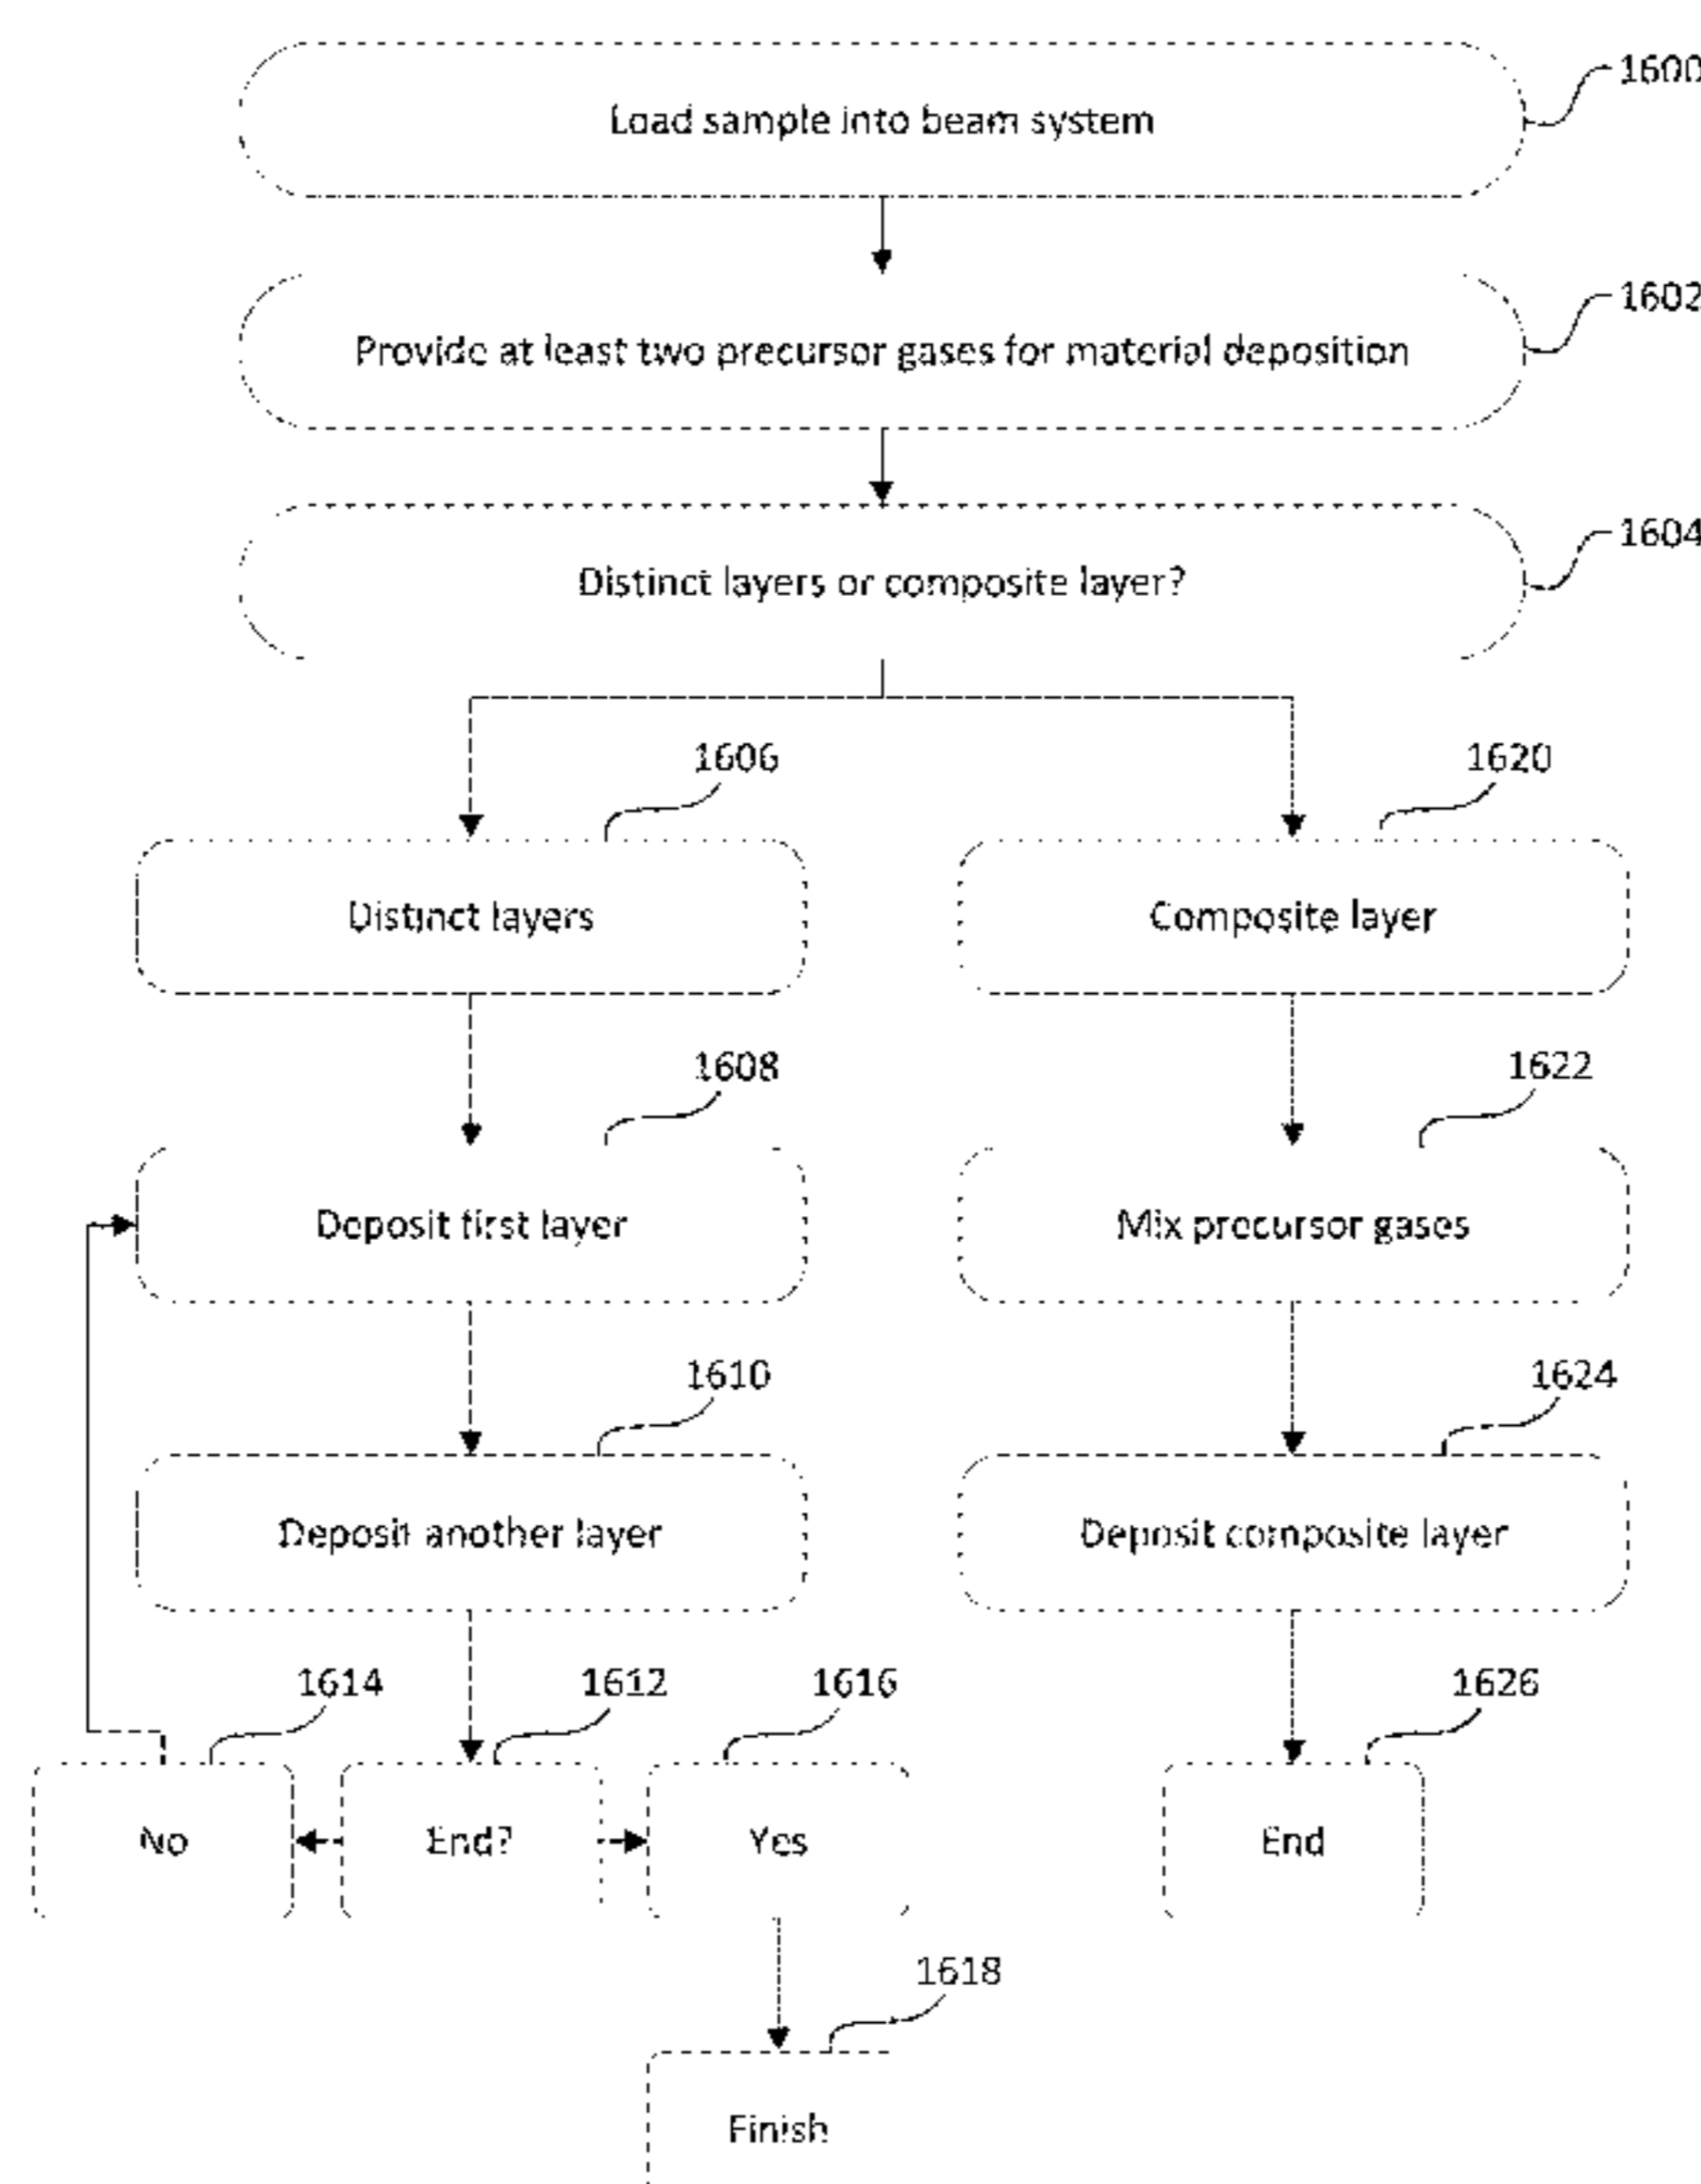 1600
Load sample into beam system
1602
Provide at least two precursor gases for material deposition
1604
Distinct layers or composite layer?
1606
1620
Distinct layers
Composite layer
1608
1622
Deposit first layer
Mix precursor gases
1610
1624
Deposit another layer
Deposit composite layer
1614
1612
1616
1626
No
End?
Yes
End
1618
Finish